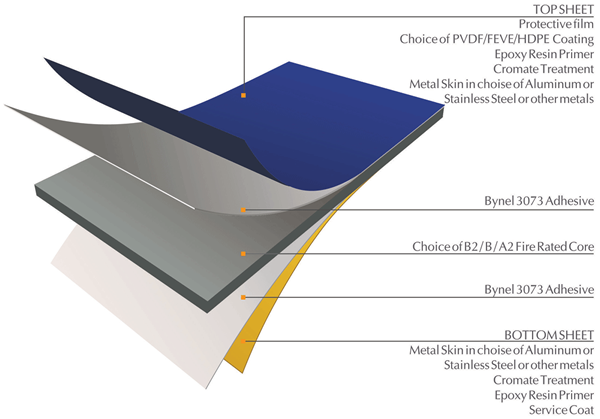 TOP SHEET
Protective film
Choice of PVDF/FEVE/HDPE Coating
Epoxy Resin Primer
Cromate Treatment
Metal Skin in choise of Aluminum or
Stainless Steel or other metals
Bynel 3073 Adhesive
Choice of B2/B/A2 Fire Rated Core
Bynel 3073 Adhesive
BOTTOM SHEET
Metal Skin in choise of Aluminum or
Stainless Steel or other metals
Cromate Treatment
Epoxy Resin Primer
Service Coat